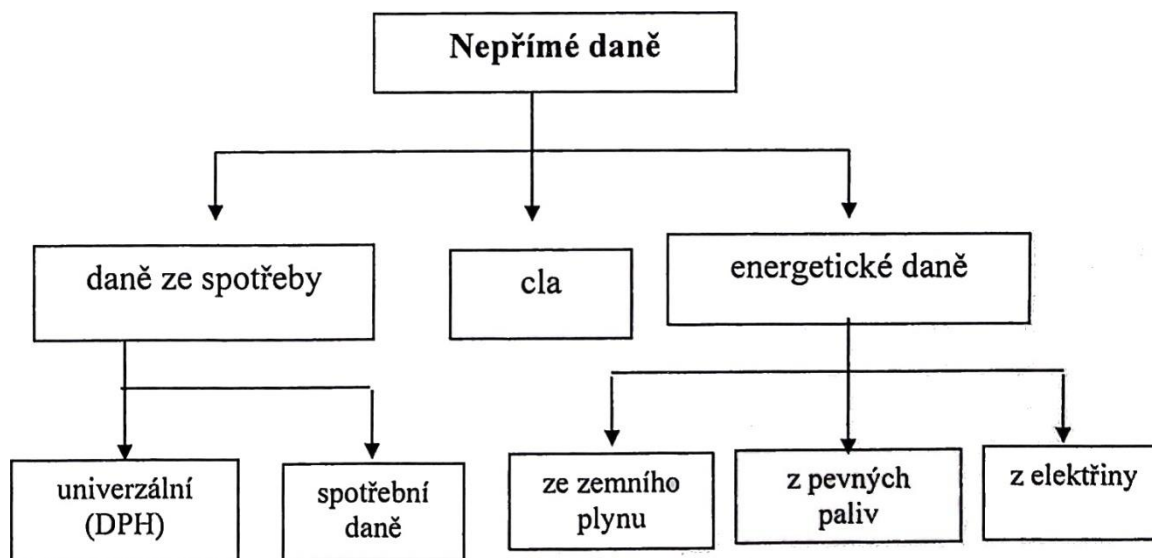 Nepřímé daně
daně ze spotřeby
cla
energetické daně
univerzální
(DPH)
spotřební
daně
ze zemního
plynu
z pevných
paliv
z elektřiny